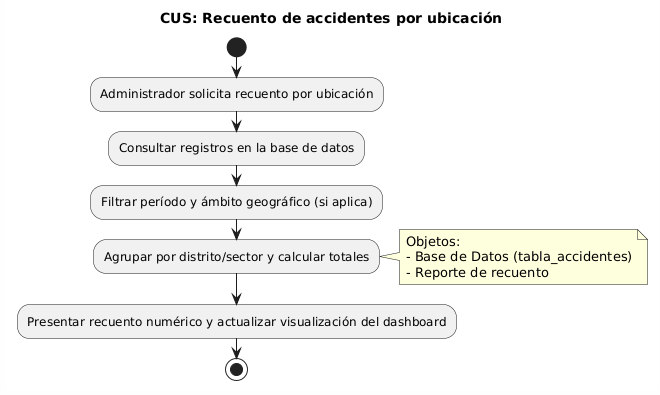 CUS: Recuento de accidentes por ubicación
Administrador solicita recuento por ubicación
Consultar registros en la base de datos
Filtrar período y ámbito geográfico (si aplica)
Agrupar por distrito/sector y calcular totales
Objetos:
- Base de Datos (tabla_accidentes)
- Reporte de recuento
Presentar recuento numérico y actualizar visualización del dashboard